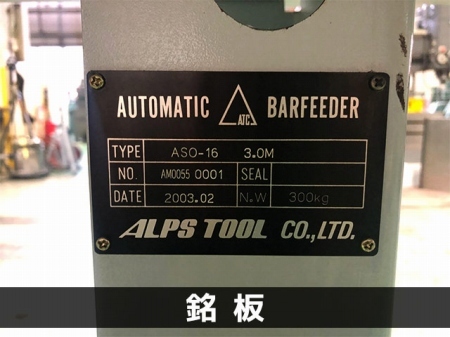 AUTOMATIC ATC BARFEEDER
TYPE ASO-16 3.0M
NO. AM0055 0001 SEAL
DATE 2003.02 N.W 300kg
ALPS TOOL CO.,LTD.
銘板